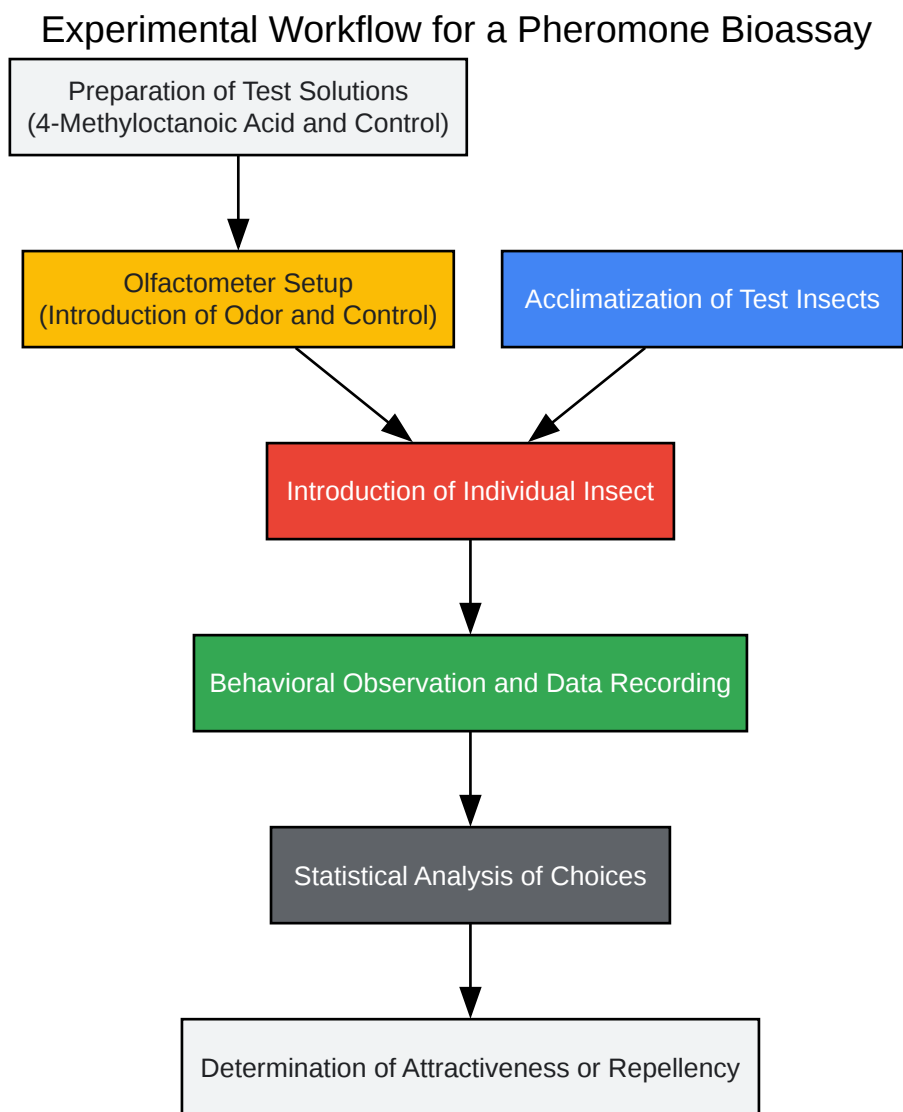 Experimental Workflow for a Pheromone Bioassay
Preparation of Test Solutions
(4-Methyloctanoic Acid and Control)
Olfactometer Setup
(Introduction of Odor and Control)
Acclimatization of Test Insects
Introduction of Individual Insect
Behavioral Observation and Data Recording
Statistical Analysis of Choices
Determination of Attractiveness or Repellency